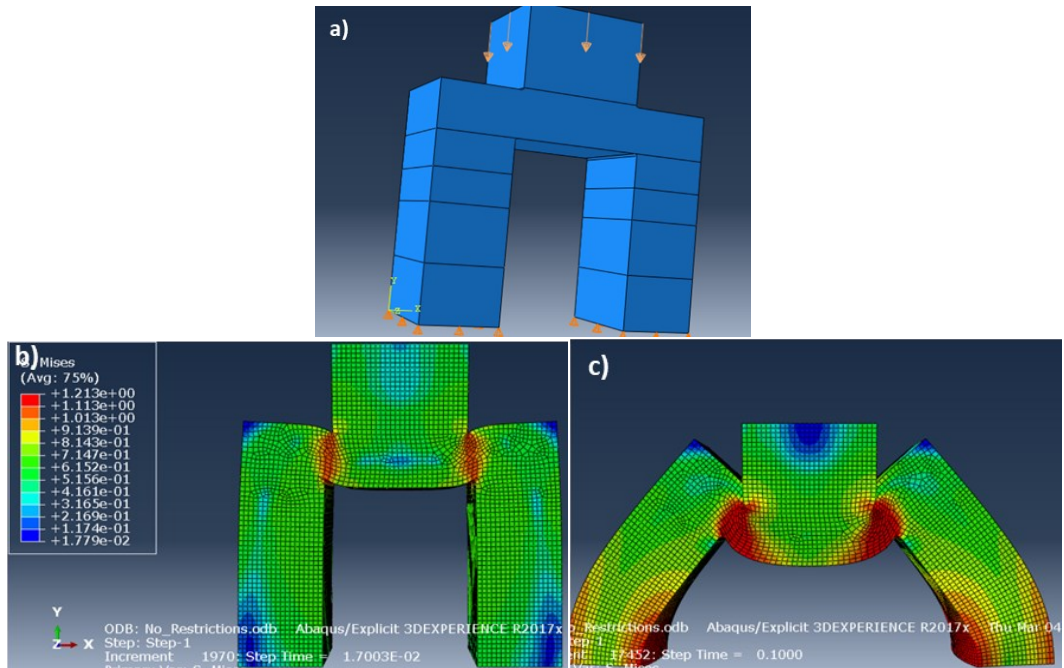 a)
Y
Z X
b)
S, Mises
(Avg: 75%)
+1.213e+00
+1.113e+00
+1.013e+00
+9.139e-01
+8.143e-01
+7.147e-01
+6.152e-01
+5.156e-01
+4.161e-01
+3.165e-01
+2.169e-01
+1.174e-01
+1.779e-02
Y
Z X
ODB: No_Restrictions.odb Abaqus/Explicit 3DEXPERIENCE R2017x
Step: Step-1
Increment 1970: Step Time = 1.7003E-02
c)
o_Restrictions.odb Abaqus/Explicit 3DEXPERIENCE R2017x Thu Mar 04
17452: Step Time = 0.1000